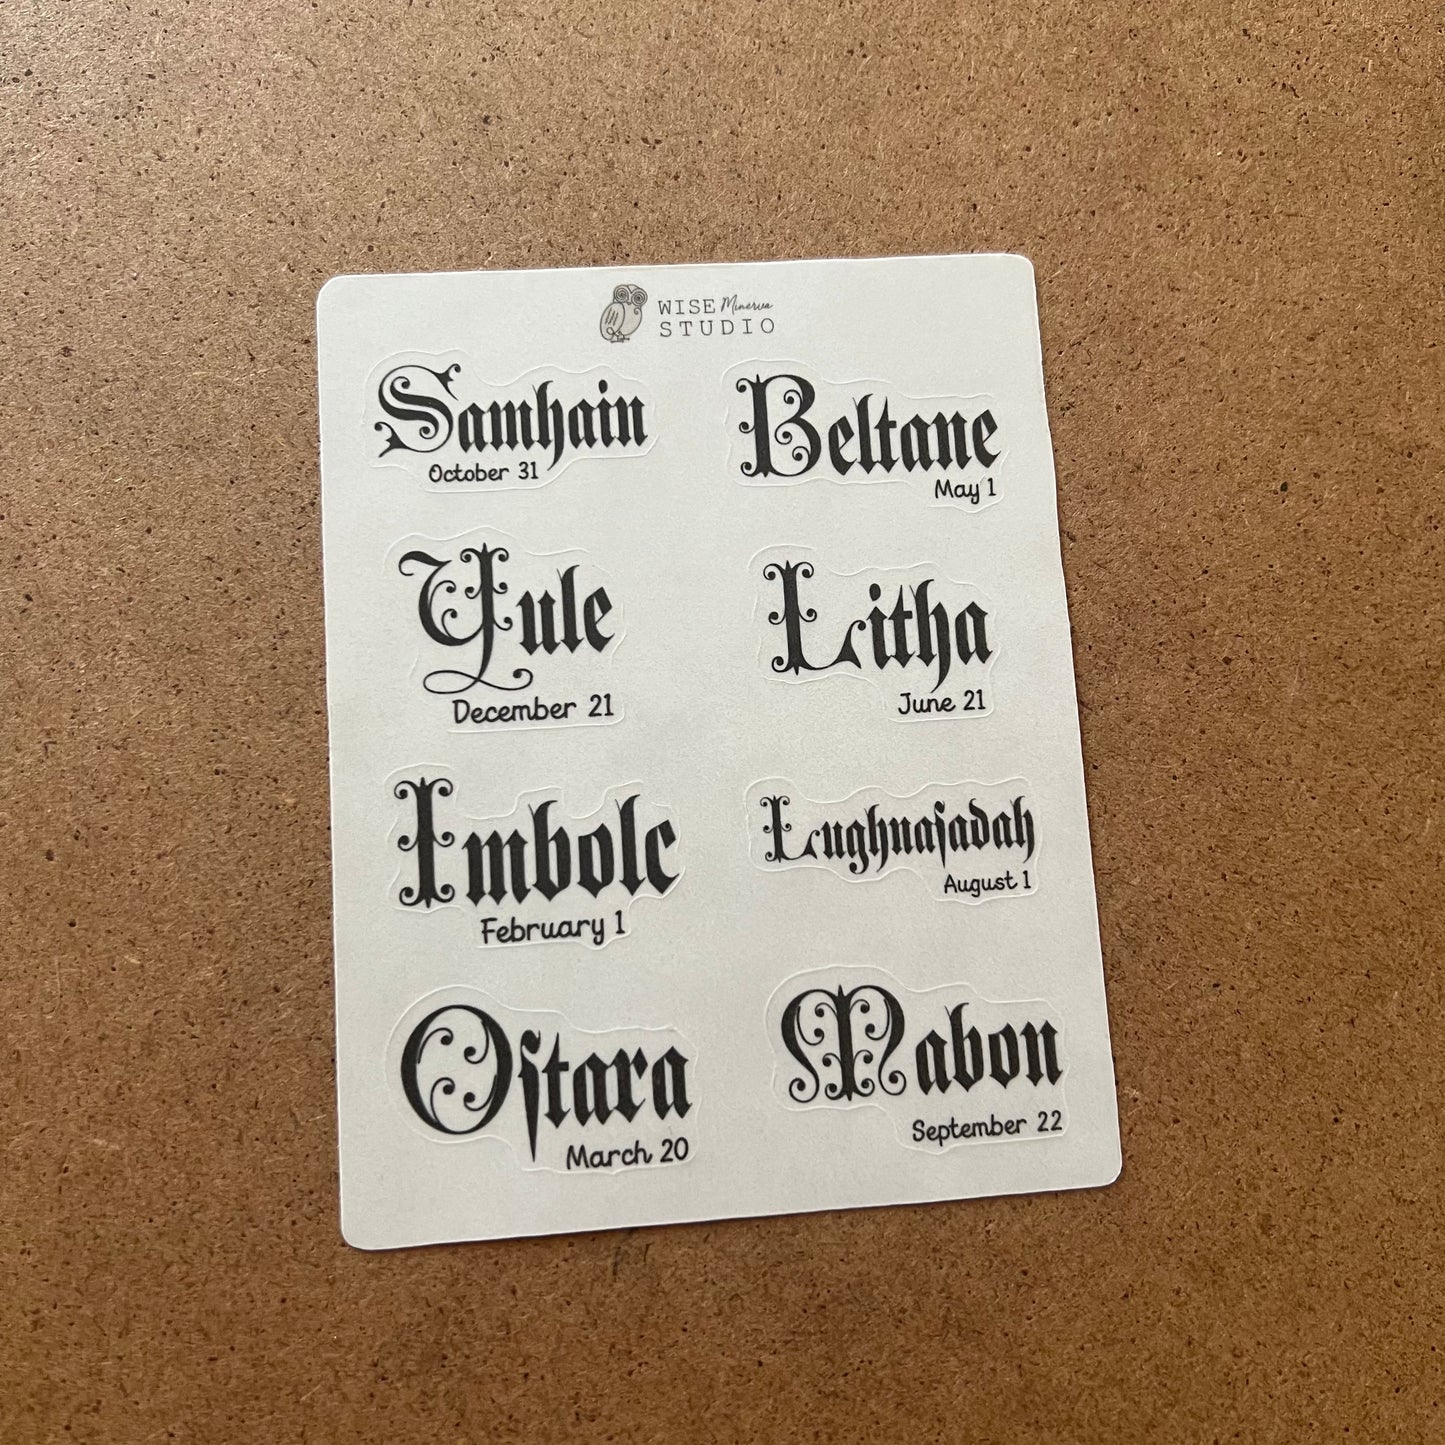 WISE Minerva
STUDIO
Samhain
October 31
Beltane
May 1
Yule
December 21
Litha
June 21
Imbolc
February 1
Lughnaſadah
August 1
Oſtara
March 20
Mabon
September 22